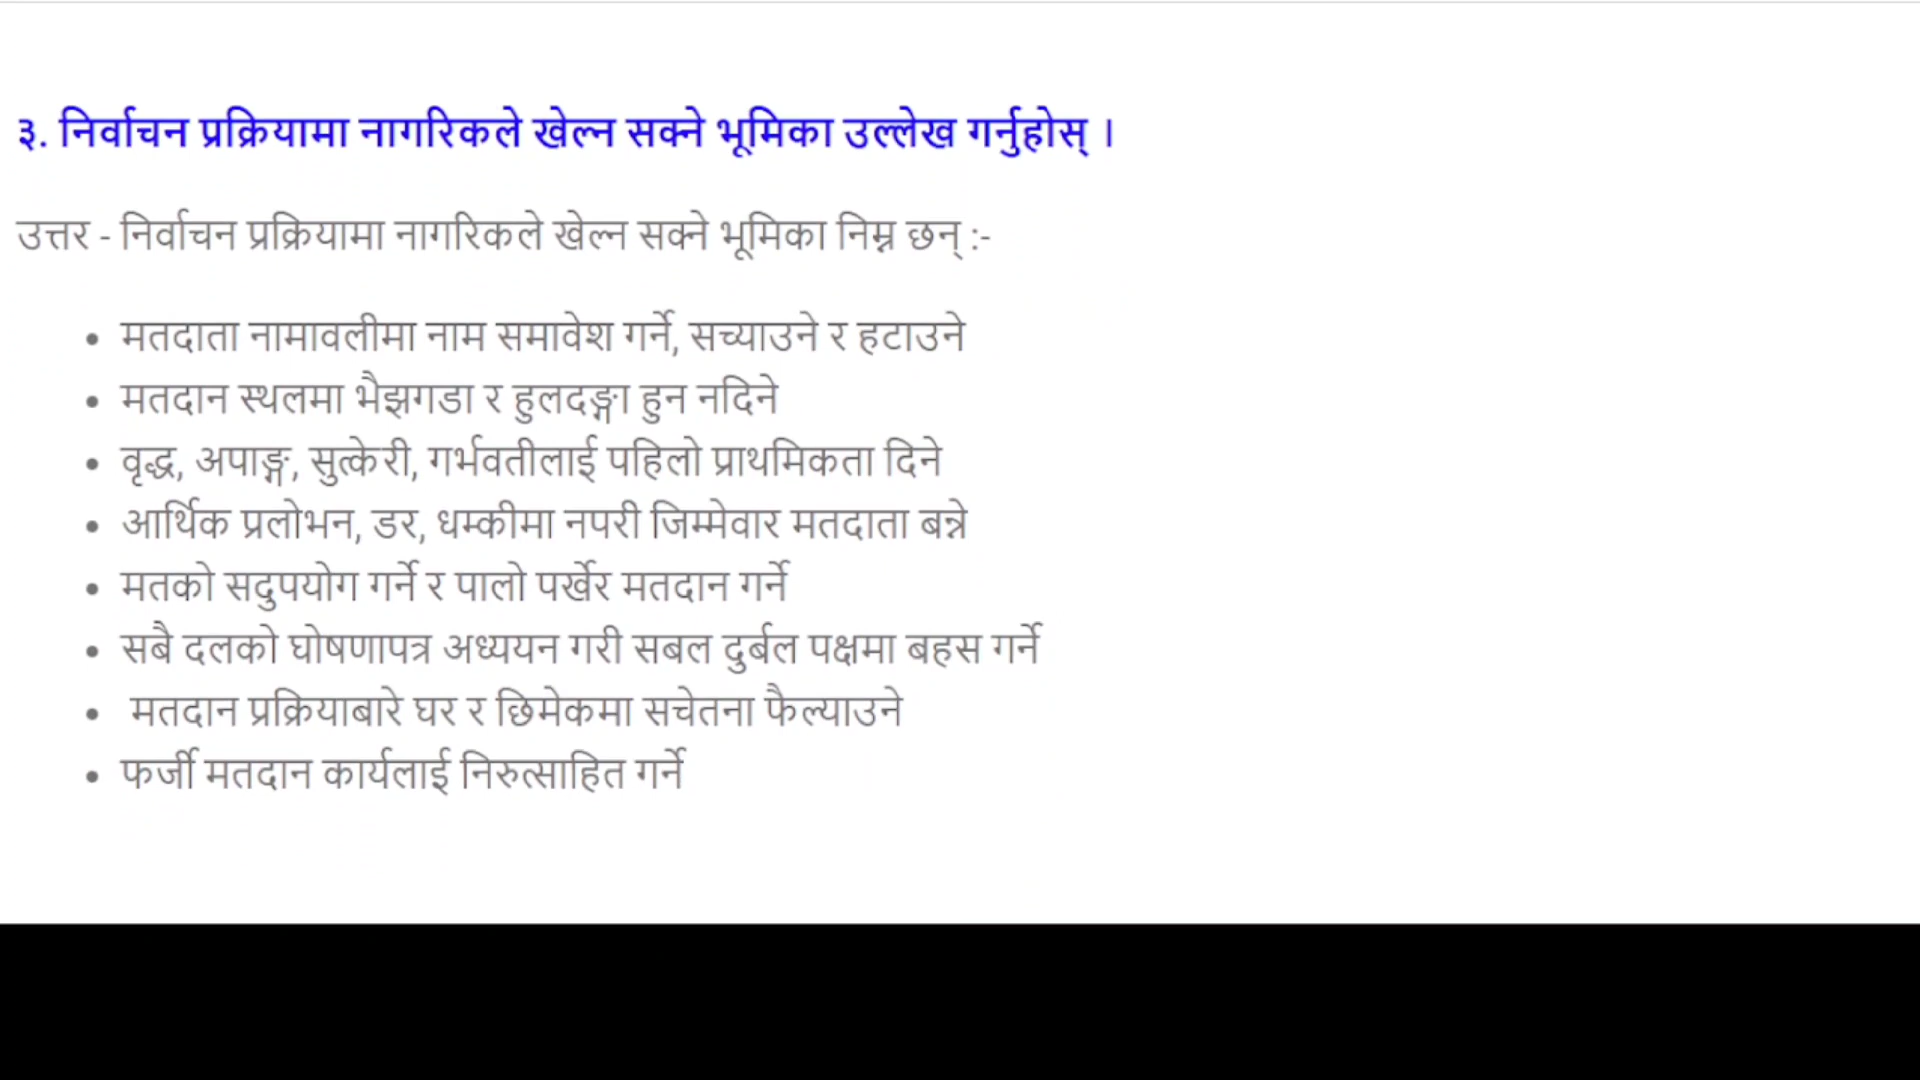 ३. निर्वाचन प्रक्रियामा नागरिकले खेल्न सक्ने भूमिका उल्लेख गर्नुहोस् ।
उत्तर - निर्वाचन प्रक्रियामा नागरिकले खेल्न सक्ने भूमिका निम्न छन् :-
• मतदाता नामावलीमा नाम समावेश गर्ने, सच्याउने र हटाउने
• मतदान स्थलमा भैझगडा र हुलदङ्गा हुन नदिने
• वृद्ध, अपाङ्ग, सुत्केरी, गर्भवतीलाई पहिलो प्राथमिकता दिने
• आर्थिक प्रलोभन, डर, धम्कीमा नपरी जिम्मेवार मतदाता बन्ने
• मतको सदुपयोग गर्ने र पालो पर्खेर मतदान गर्ने
• सबै दलको घोषणापत्र अध्ययन गरी सबल दुर्बल पक्षमा बहस गर्ने
• मतदान प्रक्रियाबारे घर र छिमेकमा सचेतना फैल्याउने
• फर्जी मतदान कार्यलाई निरुत्साहित गर्ने